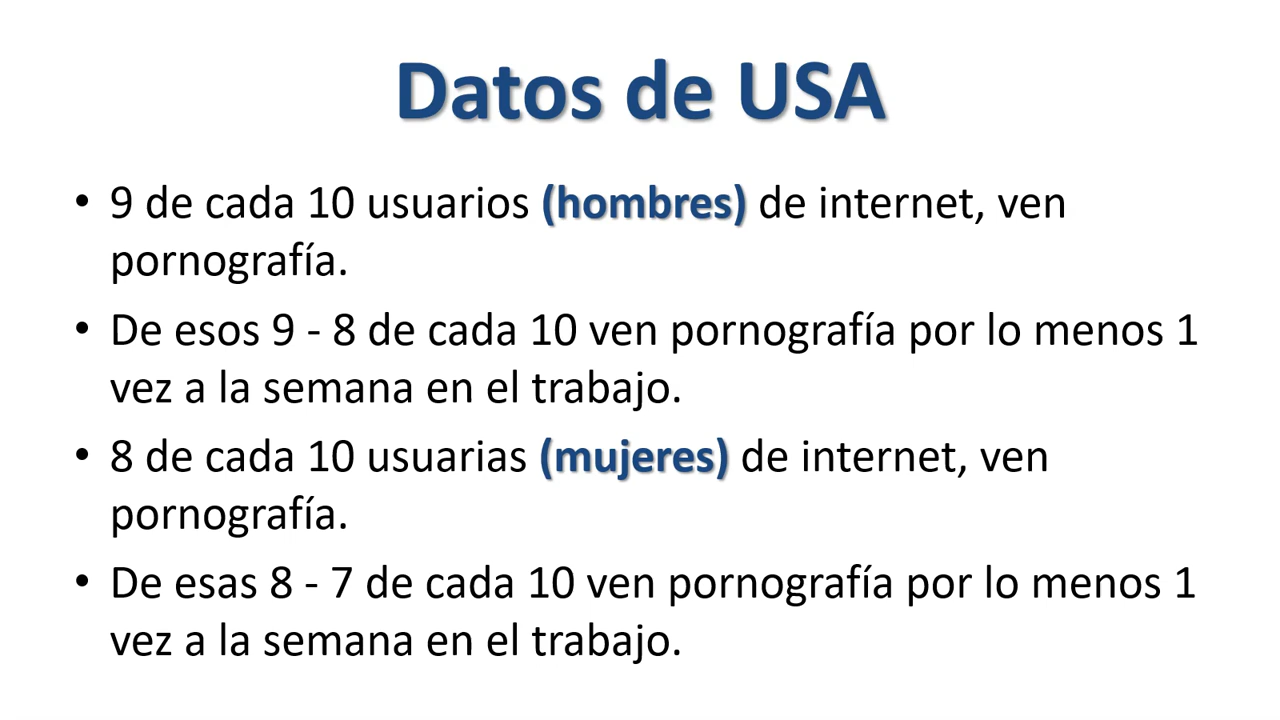 Datos de USA
• 9 de cada 10 usuarios (hombres) de internet, ven
pornografía.
• De esos 9 - 8 de cada 10 ven pornografía por lo menos 1
vez a la semana en el trabajo.
• 8 de cada 10 usuarias (mujeres) de internet, ven
pornografía.
• De esas 8 - 7 de cada 10 ven pornografía por lo menos 1
vez a la semana en el trabajo.